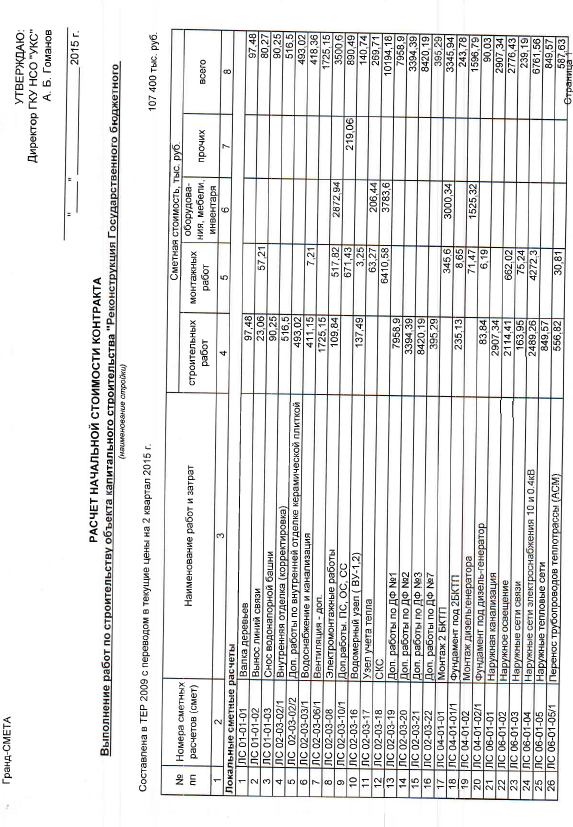 Гранд-СМЕТА
УТВЕРЖДАЮ:
Директор ГКУ НСО "УКС"
А. Б. Гоманов
" " 2015 г.
РАСЧЕТ НАЧАЛЬНОЙ СТОИМОСТИ КОНТРАКТА
Выполнение работ по строительству объекта капитального строительства "Реконструкция Государственного бюджетного
(наименование стройки)
Составлена в ТЕР 2009 с переводом в текущие цены на 2 квартал 2015 г. 107 400 тыс. руб.
№ пп Номера сметных расчетов (смет) Наименование работ и затрат Сметная стоимость, тыс. руб.
строительных работ монтажных работ оборудования, мебели, инвентаря прочих всего
1 2 3 4 5 6 7 8
Локальные сметные расчеты
1 ЛС 01-01-01 Валка деревьев 97,48 97,48
2 ЛС 01-01-02 Вынос линий связи 23,06 57,21 80,27
3 ЛС 01-01-03 Снос водонапорной башни 90,25 90,25
4 ЛС 02-03-02/1 Внутренняя отделка (корректировка) 516,5 516,5
5 ЛС 02-03-02/2 Доп. работы по внутренней отделке керамической плиткой 493,02 493,02
6 ЛС 02-03-03/1 Водоснабжение и канализация 411,15 7,21 418,36
7 ЛС 02-03-06/1 Вентиляция - доп. 1725,15 1725,15
8 ЛС 02-03-08 Электромонтажные работы 109,84 517,82 2872,94 3500,6
9 ЛС 02-03-10/1 Доп.работы. ПС, ОС, СС 671,43 219,06 890,49
10 ЛС 02-03-16 Водомерный узел ( ВУ-1,2) 137,49 3,25 140,74
11 ЛС 02-03-17 Узел учета тепла 63,27 206,44 269,71
12 ЛС 02-03-18 СКС 6410,58 3783,6 10194,18
13 ЛС 02-03-19 Доп. работы по ДФ №1 7958,9 7958,9
14 ЛС 02-03-20 Доп. работы по ДФ №2 3394,39 3394,39
15 ЛС 02-03-21 Доп. работы по ДФ №3 8420,19 8420,19
16 ЛС 02-03-22 Доп. работы по ДФ №7 395,29 395,29
17 ЛС 04-01-01 Монтаж 2 БКТП 345,6 3000,34 3345,94
18 ЛС 04-01-01/1 Фундамент под 2БКТП 235,13 8,65 243,78
19 ЛС 04-01-02 Монтаж дизельгенератора 71,47 1525,32 1596,79
20 ЛС 04-01-02/1 Фундамент под дизель-генератор 83,84 6,19 90,03
21 ЛС 06-01-01 Наружная канализация 2907,34 2907,34
22 ЛС 06-01-02 Наружное освещение 2114,41 662,02 2776,43
23 ЛС 06-01-03 Наружные сети связи 163,95 75,24 239,19
24 ЛС 06-01-04 Наружные сети электроснабжения 10 и 0.4кВ 2489,26 4272,3 6761,56
25 ЛС 06-01-05 Наружные тепловые сети 849,57 849,57
26 ЛС 06-01-05/1 Перенос трубопроводов теплотрассы (АСМ) 556,82 30,81 587,63
Страница 1